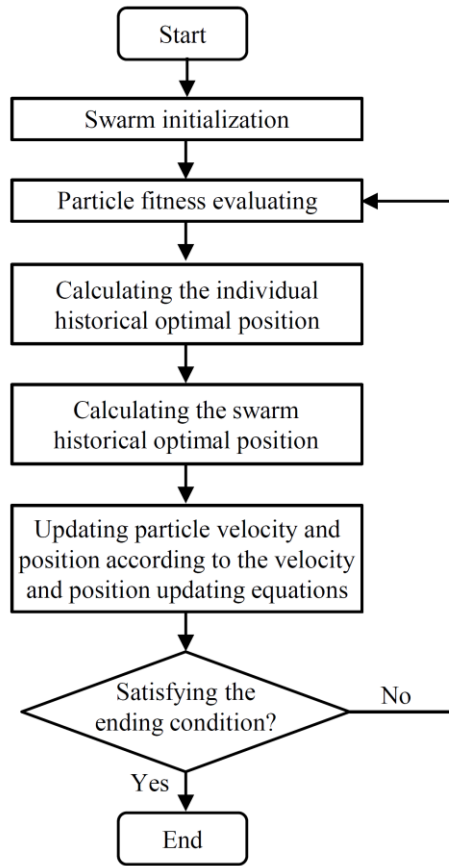 Start
Swarm initialization
Particle fitness evaluating
Calculating the individual
historical optimal position
Calculating the swarm
historical optimal position
Updating particle velocity and
position according to the velocity
and position updating equations
Satisfying the
ending condition?
No
Yes
End